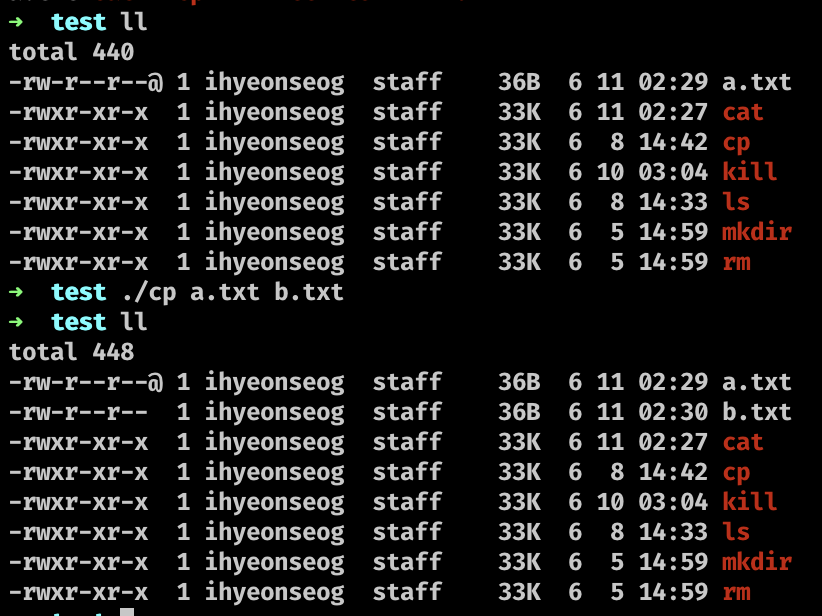 ➜  test ll
total 440
-rw-r--r--@ 1 ihyeonseog  staff    36B  6 11 02:29 a.txt
-rwxr-xr-x  1 ihyeonseog  staff    33K  6 11 02:27 cat
-rwxr-xr-x  1 ihyeonseog  staff    33K  6  8 14:42 cp
-rwxr-xr-x  1 ihyeonseog  staff    33K  6 10 03:04 kill
-rwxr-xr-x  1 ihyeonseog  staff    33K  6  8 14:33 ls
-rwxr-xr-x  1 ihyeonseog  staff    33K  6  5 14:59 mkdir
-rwxr-xr-x  1 ihyeonseog  staff    33K  6  5 14:59 rm
➜  test ./cp a.txt b.txt
➜  test ll
total 448
-rw-r--r--@ 1 ihyeonseog  staff    36B  6 11 02:29 a.txt
-rw-r--r--  1 ihyeonseog  staff    36B  6 11 02:30 b.txt
-rwxr-xr-x  1 ihyeonseog  staff    33K  6 11 02:27 cat
-rwxr-xr-x  1 ihyeonseog  staff    33K  6  8 14:42 cp
-rwxr-xr-x  1 ihyeonseog  staff    33K  6 10 03:04 kill
-rwxr-xr-x  1 ihyeonseog  staff    33K  6  8 14:33 ls
-rwxr-xr-x  1 ihyeonseog  staff    33K  6  5 14:59 mkdir
-rwxr-xr-x  1 ihyeonseog  staff    33K  6  5 14:59 rm